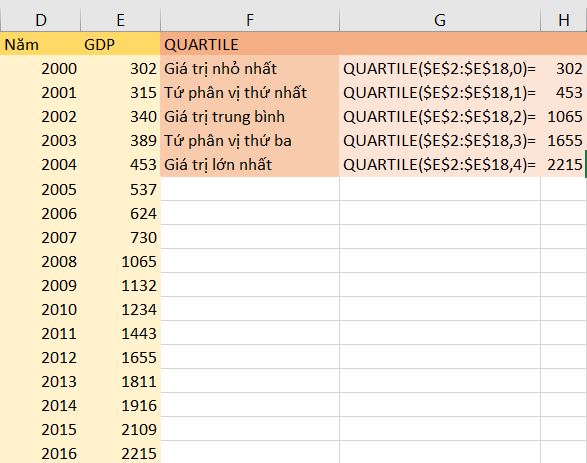 D E F G H
Năm GDP QUARTILE
2000 302 Giá trị nhỏ nhất QUARTILE($E$2:$E$18,0)= 302
2001 315 Tứ phân vị thứ nhất QUARTILE($E$2:$E$18,1)= 453
2002 340 Giá trị trung bình QUARTILE($E$2:$E$18,2)= 1065
2003 389 Tứ phân vị thứ ba QUARTILE($E$2:$E$18,3)= 1655
2004 453 Giá trị lớn nhất QUARTILE($E$2:$E$18,4)= 2215
2005 537
2006 624
2007 730
2008 1065
2009 1132
2010 1234
2011 1443
2012 1655
2013 1811
2014 1916
2015 2109
2016 2215